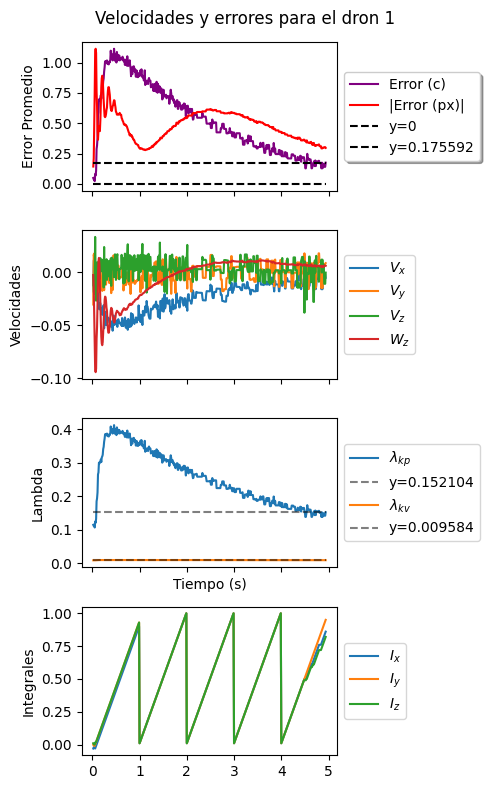 Velocidades y errores para el dron 1
Error Promedio
1.00
0.75
0.50
0.25
0.00
Error (c)
|Error (px)|
y=0
y=0.175592
Velocidades
0.00
−0.05
−0.10
V_x
V_y
V_z
W_z
Lambda
0.4
0.3
0.2
0.1
0.0
λ_kp
y=0.152104
λ_kv
y=0.009584
Tiempo (s)
Integrales
1.00
0.75
0.50
0.25
0.00
I_x
I_y
I_z
0 1 2 3 4 5